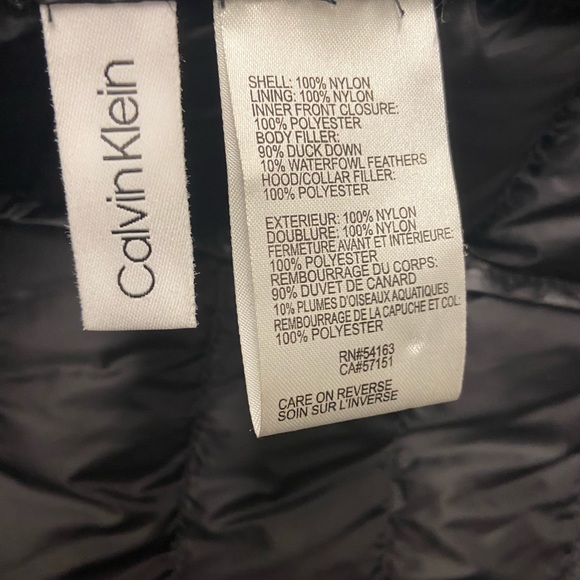 Calvin Klein
SHELL: 100% NYLON
LINING: 100% NYLON
INNER FRONT CLOSURE:
100% POLYESTER
BODY FILLER:
90% DUCK DOWN
10% WATERFOWL FEATHERS
HOOD/COLLAR FILLER:
100% POLYESTER
EXTERIEUR: 100% NYLON
DOUBLURE: 100% NYLON
FERMETURE AVANT ET INTÉRIEURE:
100% POLYESTER
REMBOURRAGE DU CORPS:
90% DUVET DE CANARD
10% PLUMES D'OISEAUX AQUATIQUES
REMBOURRAGE DE LA CAPUCHE ET COL:
100% POLYESTER
RN#54163
CA#57151
CARE ON REVERSE
SOIN SUR L'INVERSE